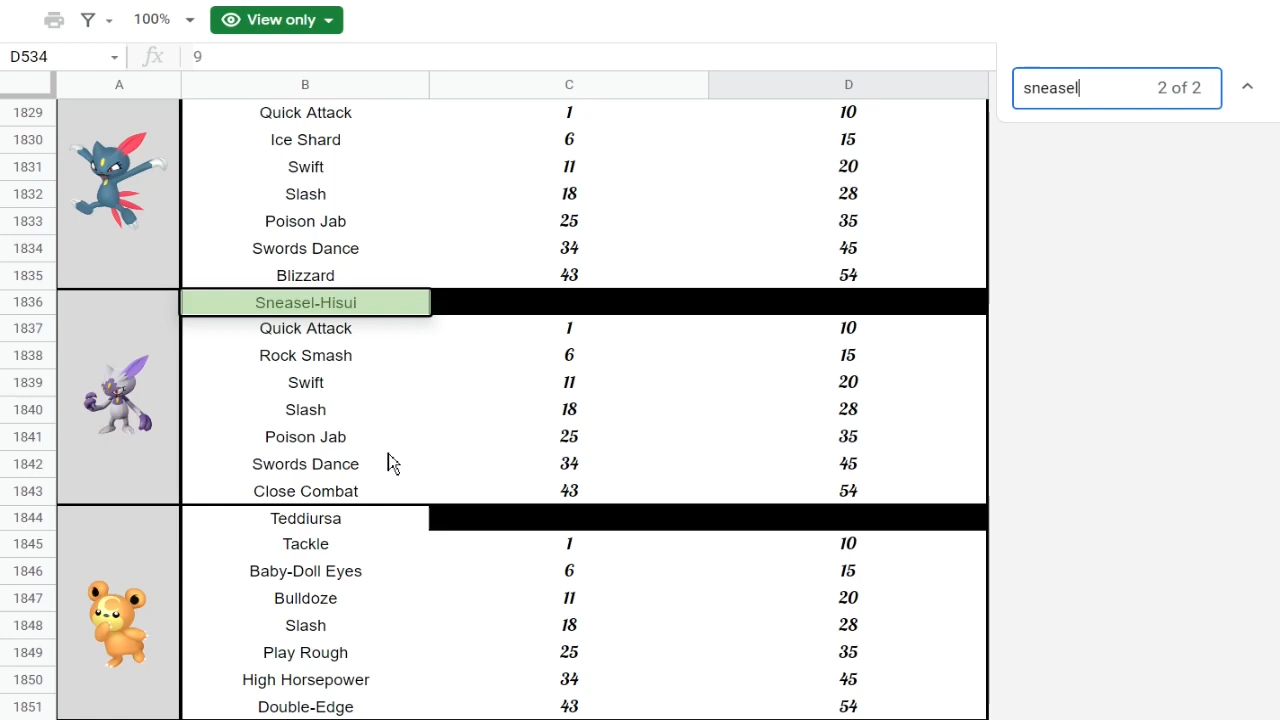 100% View only
D534 fx 9
sneasel 2 of 2
A B C D
1829 Quick Attack 1 10
1830 Ice Shard 6 15
1831 Swift 11 20
1832 Slash 18 28
1833 Poison Jab 25 35
1834 Swords Dance 34 45
1835 Blizzard 43 54
1836 Sneasel-Hisui
1837 Quick Attack 1 10
1838 Rock Smash 6 15
1839 Swift 11 20
1840 Slash 18 28
1841 Poison Jab 25 35
1842 Swords Dance 34 45
1843 Close Combat 43 54
1844 Teddiursa
1845 Tackle 1 10
1846 Baby-Doll Eyes 6 15
1847 Bulldoze 11 20
1848 Slash 18 28
1849 Play Rough 25 35
1850 High Horsepower 34 45
1851 Double-Edge 43 54